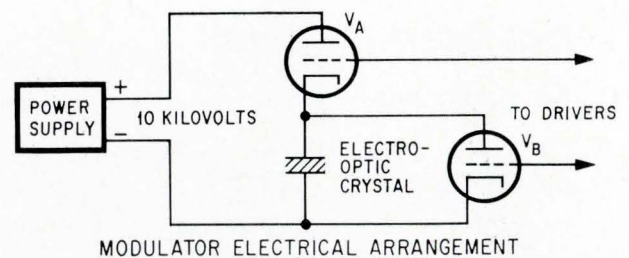 V_A
+
POWER
SUPPLY
10 KILOVOLTS
−
TO DRIVERS
ELECTRO-
OPTIC
CRYSTAL
V_B
MODULATOR ELECTRICAL ARRANGEMENT